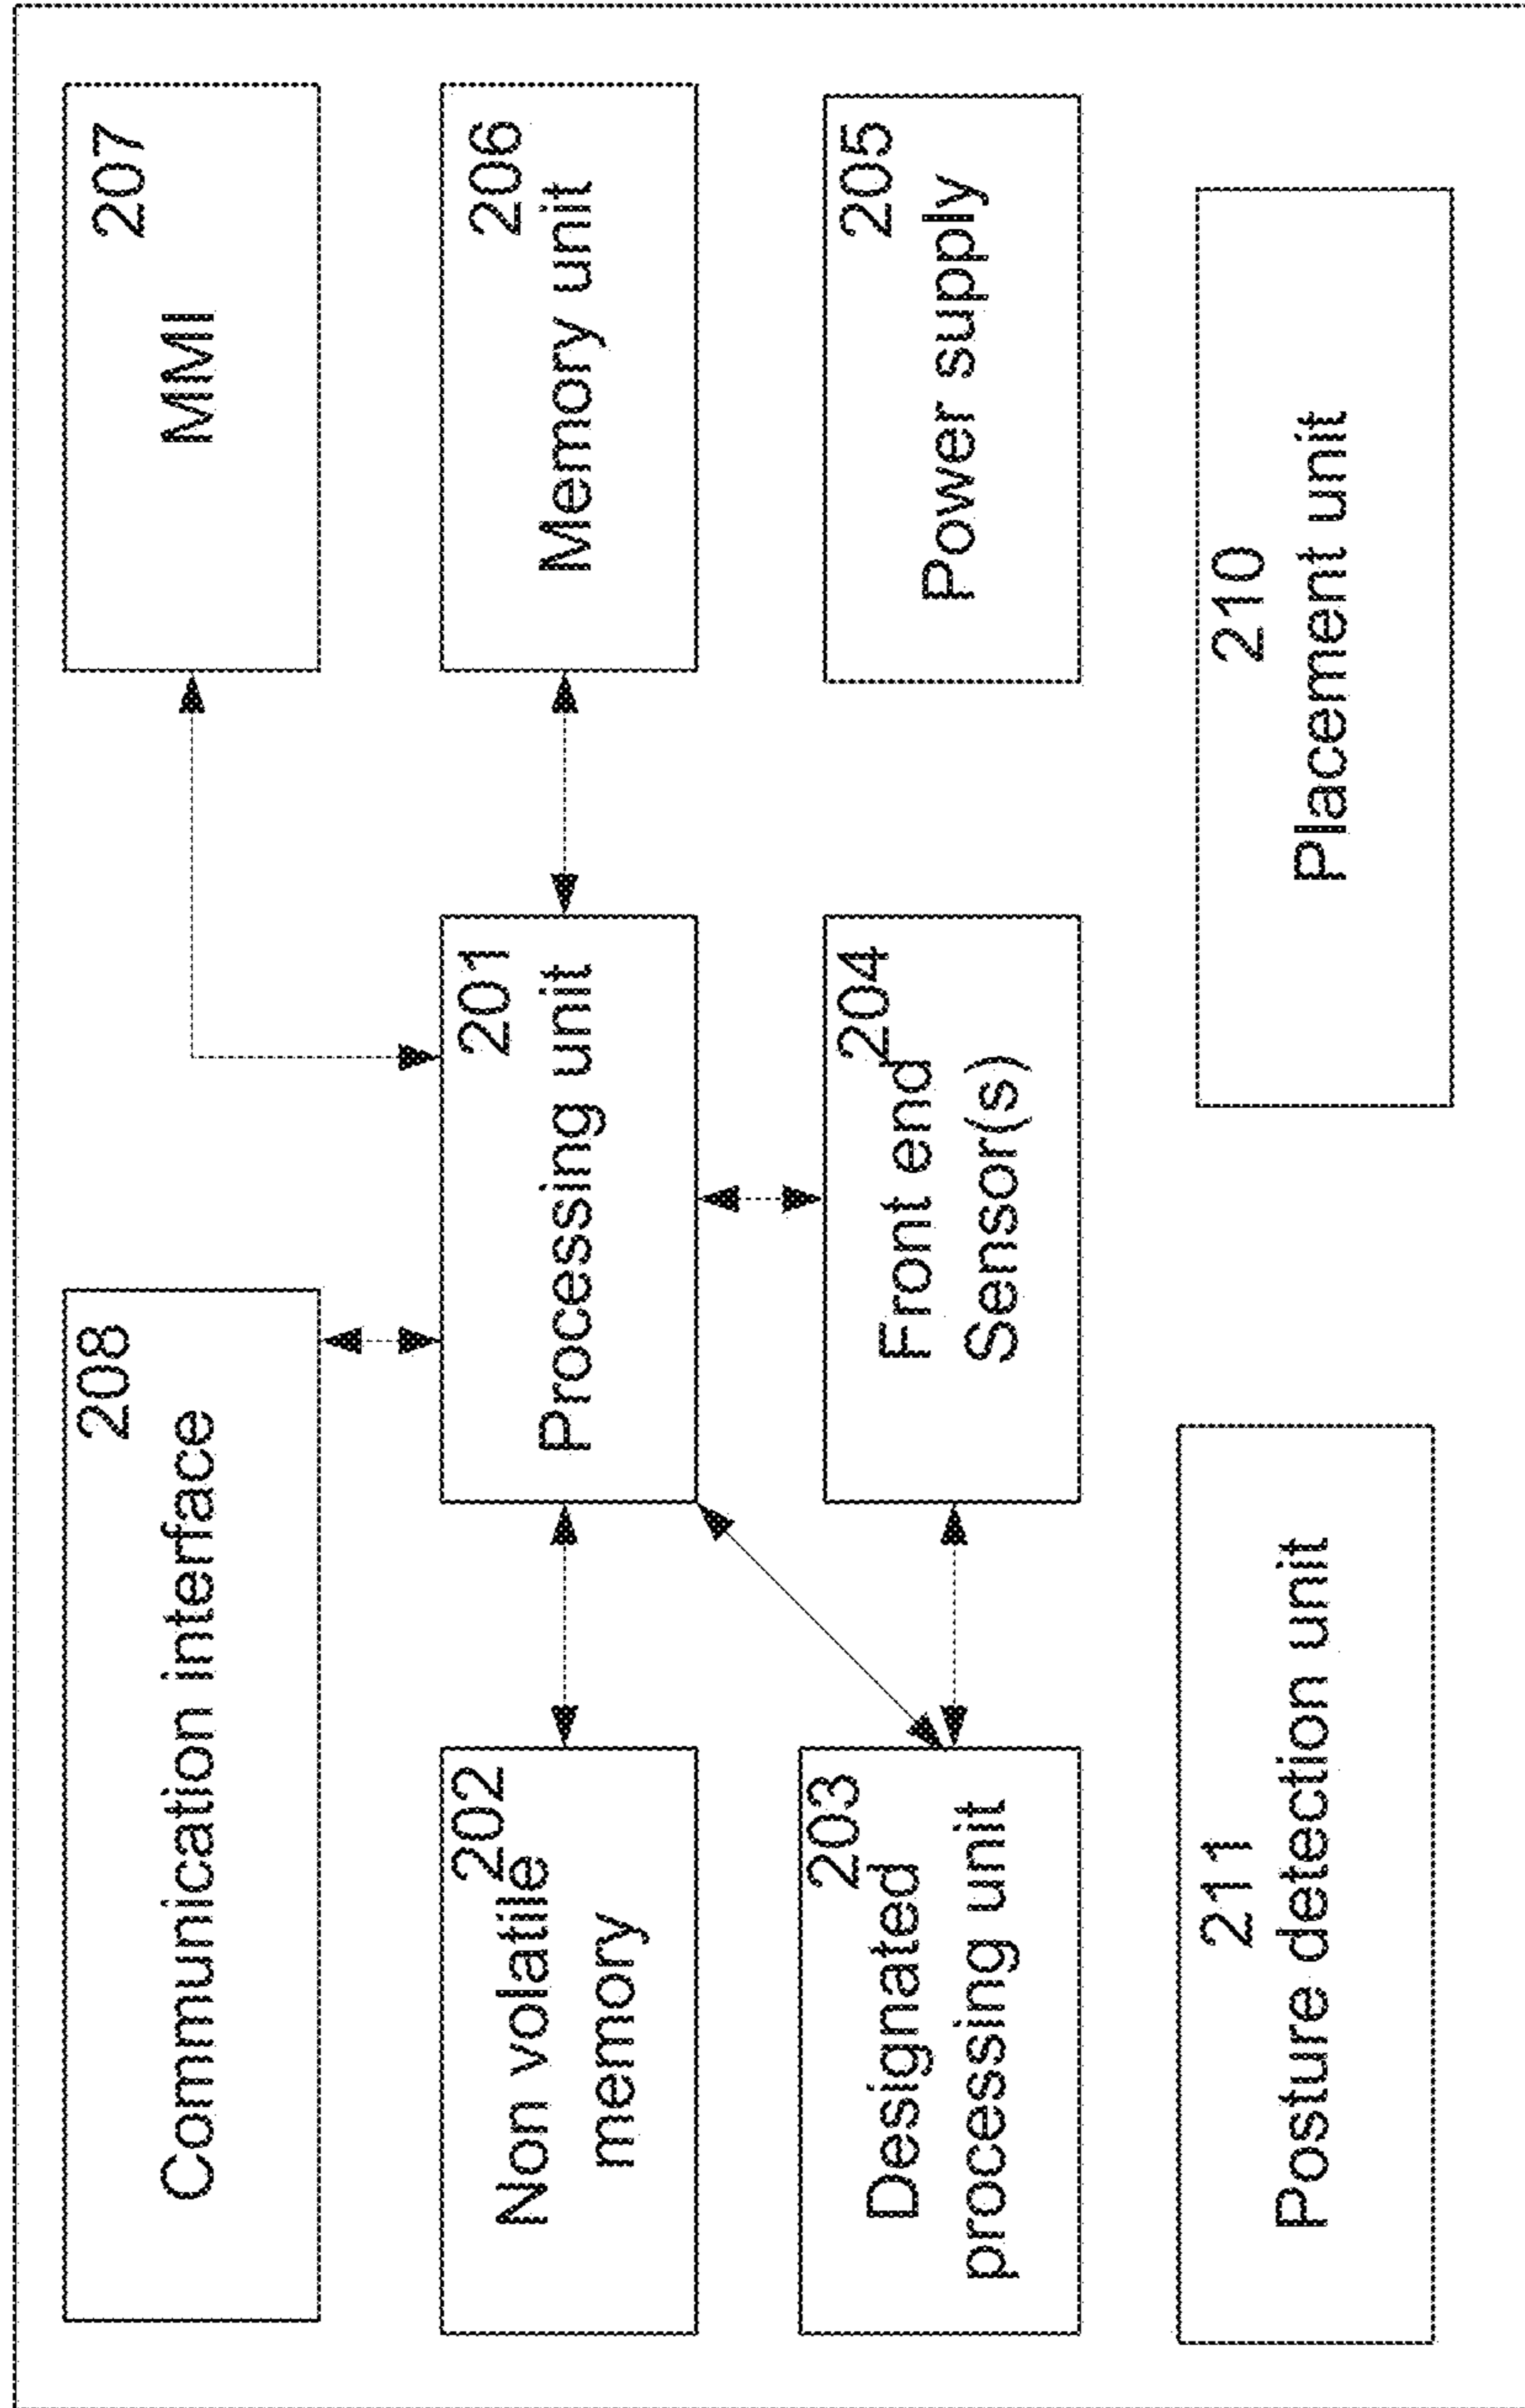 208
Communication interface
207
MMI
202
Non volatile
memory
201
Processing unit
206
Memory unit
203
Designated
processing unit
204
Front end
Sensor(s)
205
Power supply
211
Posture detection unit
210
Placement unit